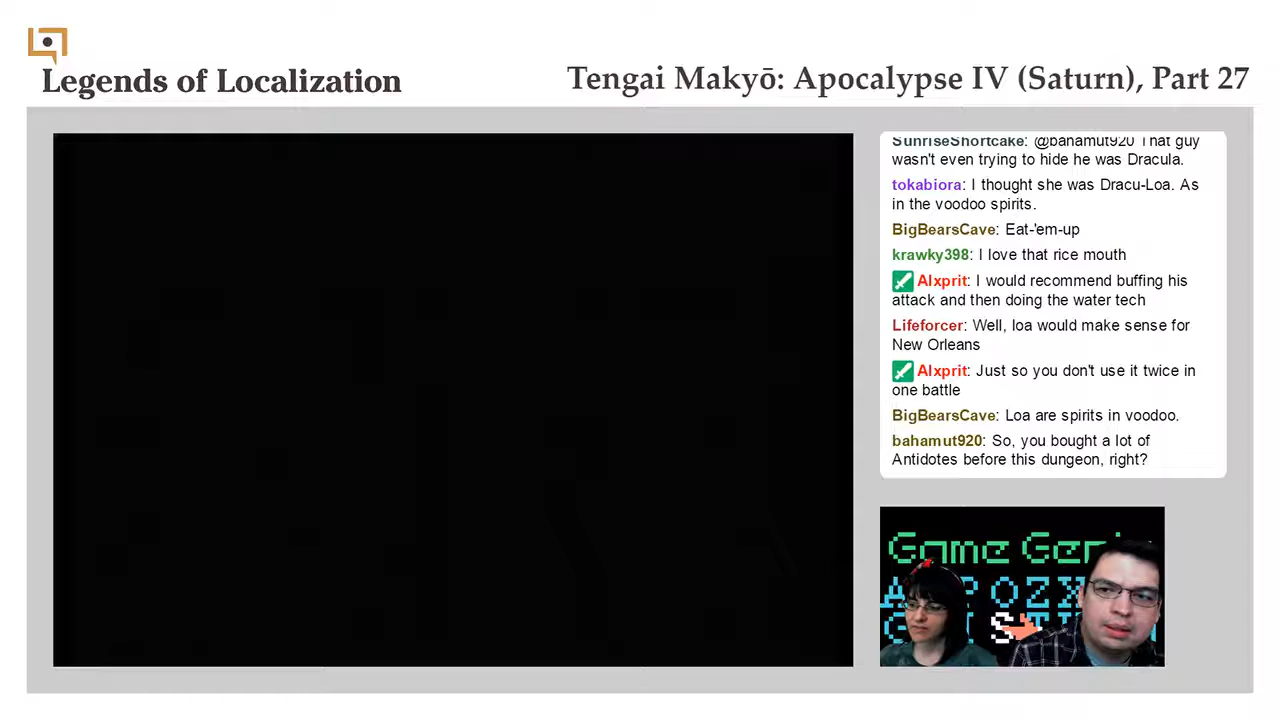 Legends of Localization
Tengai Makyō: Apocalypse IV (Saturn), Part 27
SunriseShortcake: @bahamut920 That guy
wasn't even trying to hide he was Dracula.
tokabiora: I thought she was Dracu-Loa. As
in the voodoo spirits.
BigBearsCave: Eat-'em-up
krawky398: I love that rice mouth
Alxprit: I would recommend buffing his
attack and then doing the water tech
Lifeforcer: Well, loa would make sense for
New Orleans
Alxprit: Just so you don't use it twice in
one battle
BigBearsCave: Loa are spirits in voodoo.
bahamut920: So, you bought a lot of
Antidotes before this dungeon, right?
Game Geni
A P O Z X
G S T